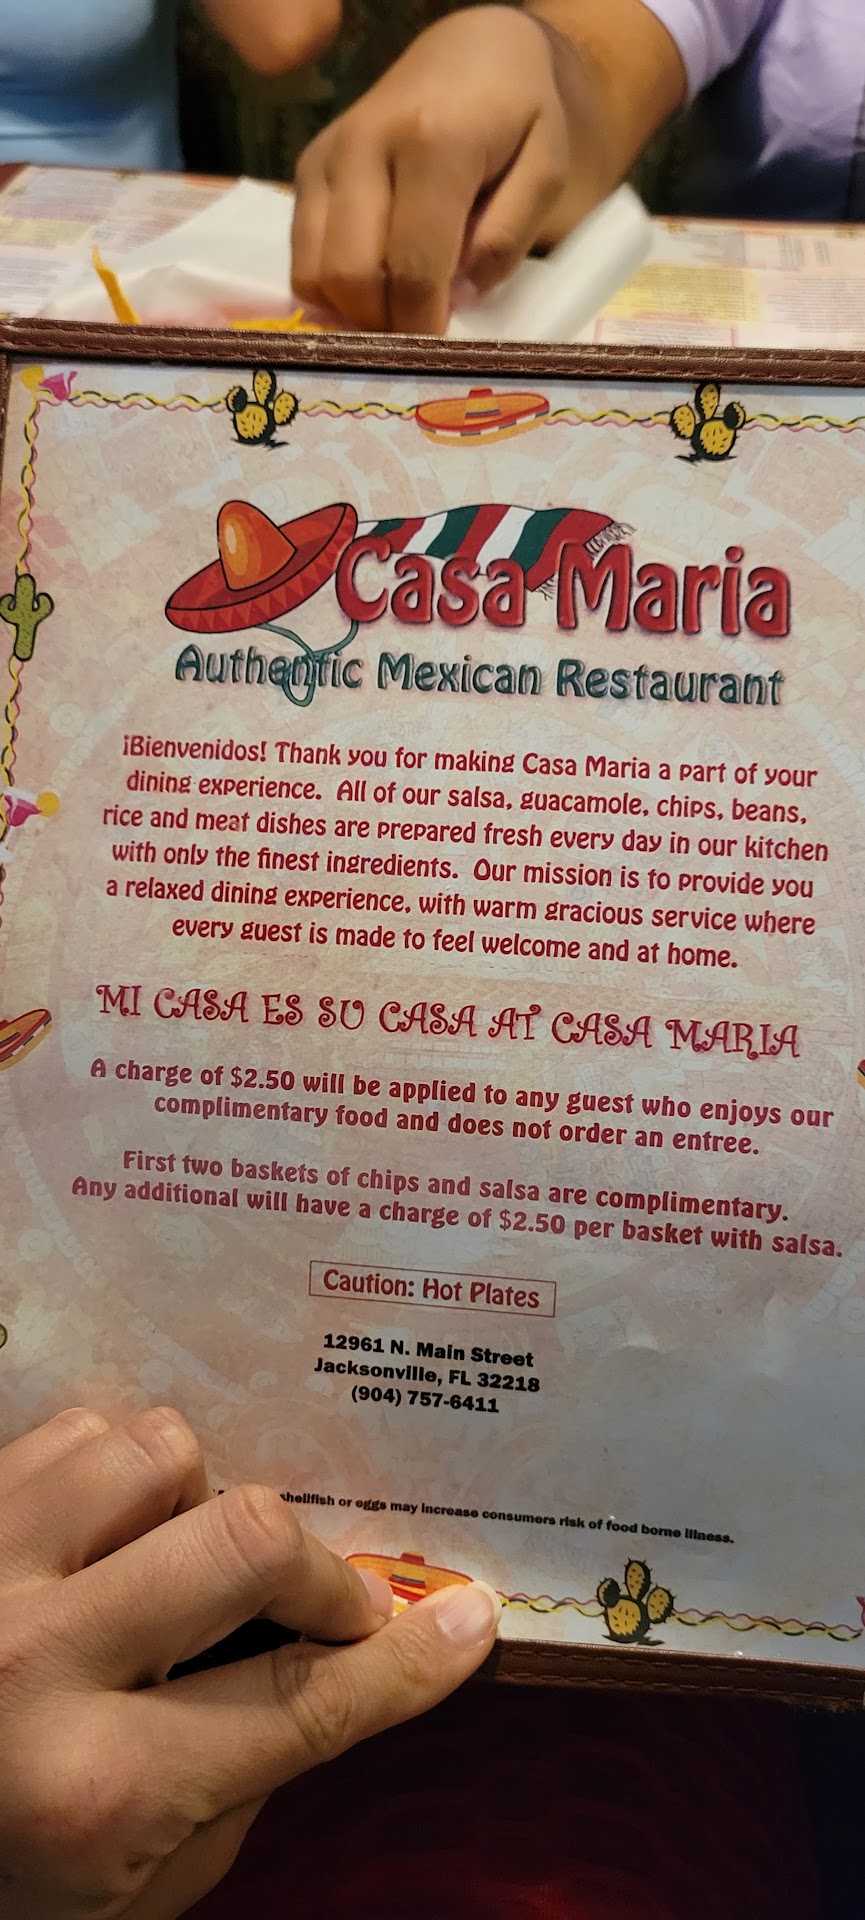 Casa Maria
Authentic Mexican Restaurant
¡Bienvenidos! Thank you for making Casa Maria a part of your
dining experience. All of our salsa, guacamole, chips, beans,
rice and meat dishes are prepared fresh every day in our kitchen
with only the finest ingredients. Our mission is to provide you
a relaxed dining experience, with warm gracious service where
every guest is made to feel welcome and at home.
MI CASA ES SU CASA AT CASA MARIA
A charge of $2.50 will be applied to any guest who enjoys our
complimentary food and does not order an entree.
First two baskets of chips and salsa are complimentary.
Any additional will have a charge of $2.50 per basket with salsa.
Caution: Hot Plates
12961 N. Main Street
Jacksonville, FL 32218
(904) 757-6411
shellfish or eggs may increase consumers risk of food borne illness.